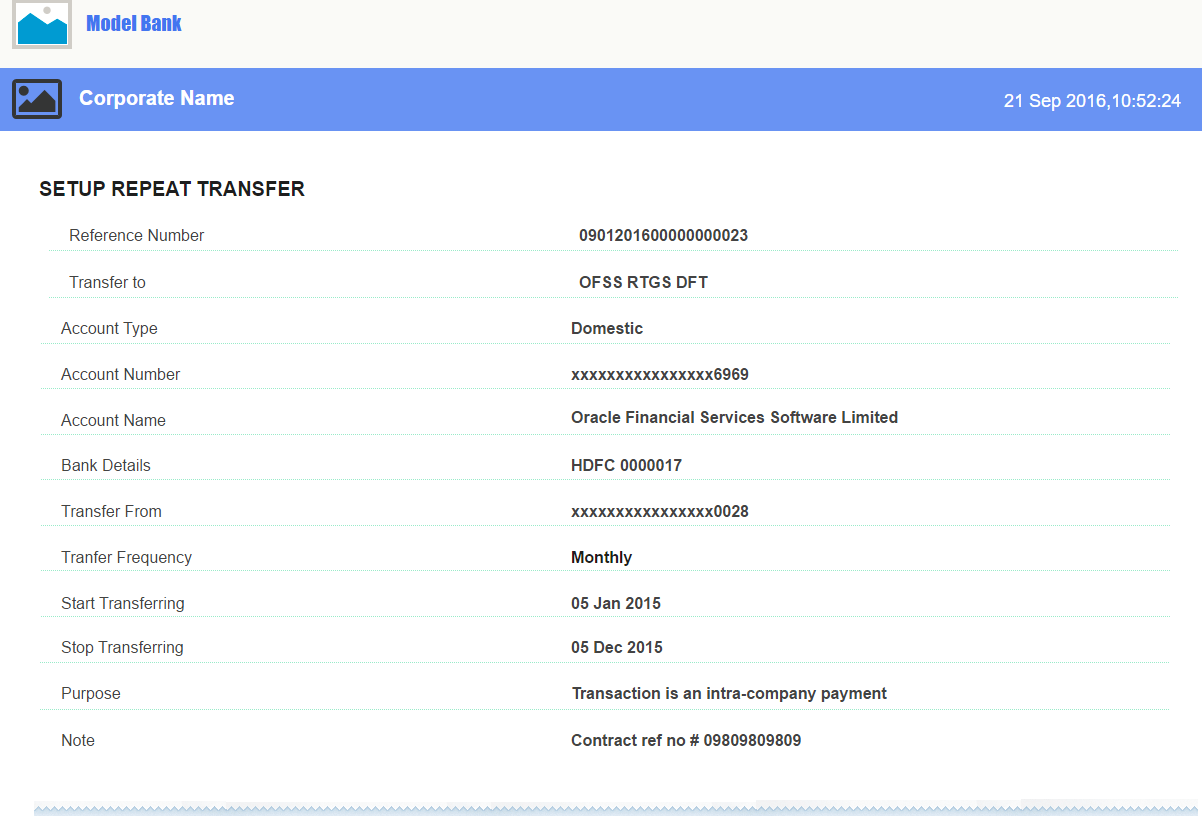 Model Bank
Corporate Name
21 Sep 2016,10:52:24
SETUP REPEAT TRANSFER
Reference Number 0901201600000000023
Transfer to OFSS RTGS DFT
Account Type Domestic
Account Number xxxxxxxxxxxxxxxx6969
Account Name Oracle Financial Services Software Limited
Bank Details HDFC 0000017
Transfer From xxxxxxxxxxxxxxxx0028
Tranfer Frequency Monthly
Start Transferring 05 Jan 2015
Stop Transferring 05 Dec 2015
Purpose Transaction is an intra-company payment
Note Contract ref no # 09809809809